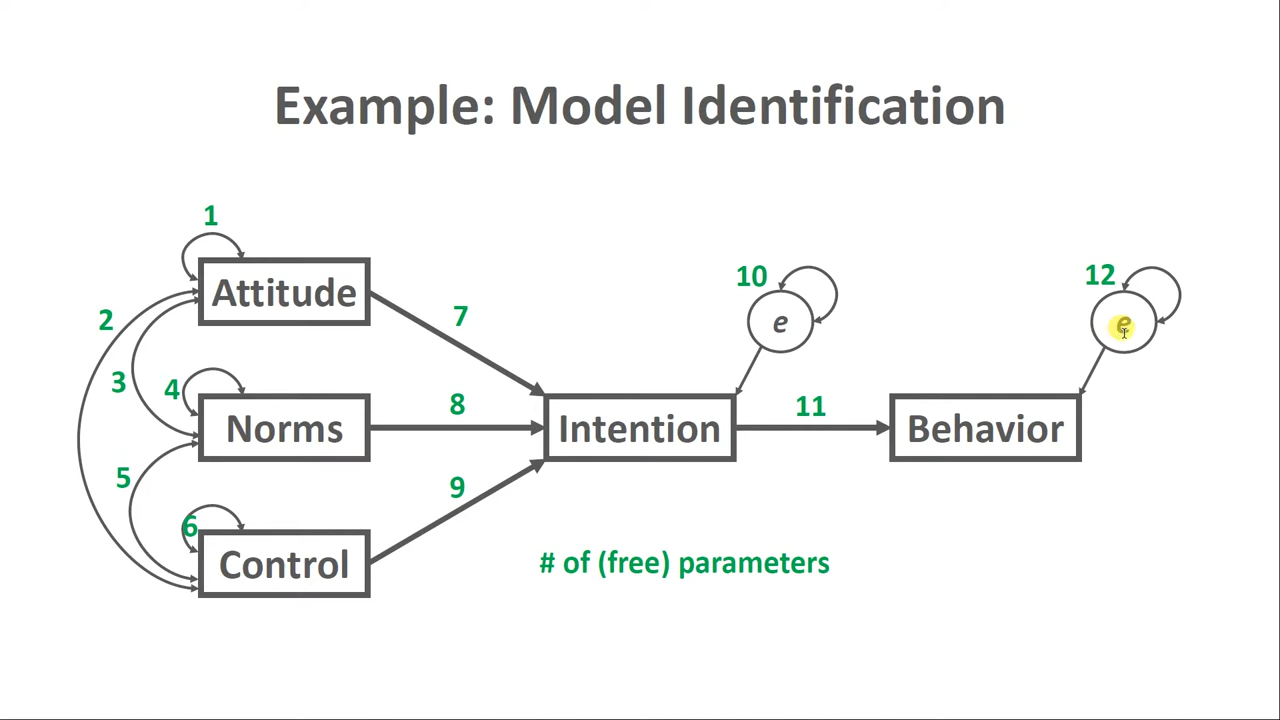 Example: Model Identification
1
Attitude
2
3
4
Norms
5
6
Control
7
8
9
10
e
Intention
11
12
e
Behavior
# of (free) parameters